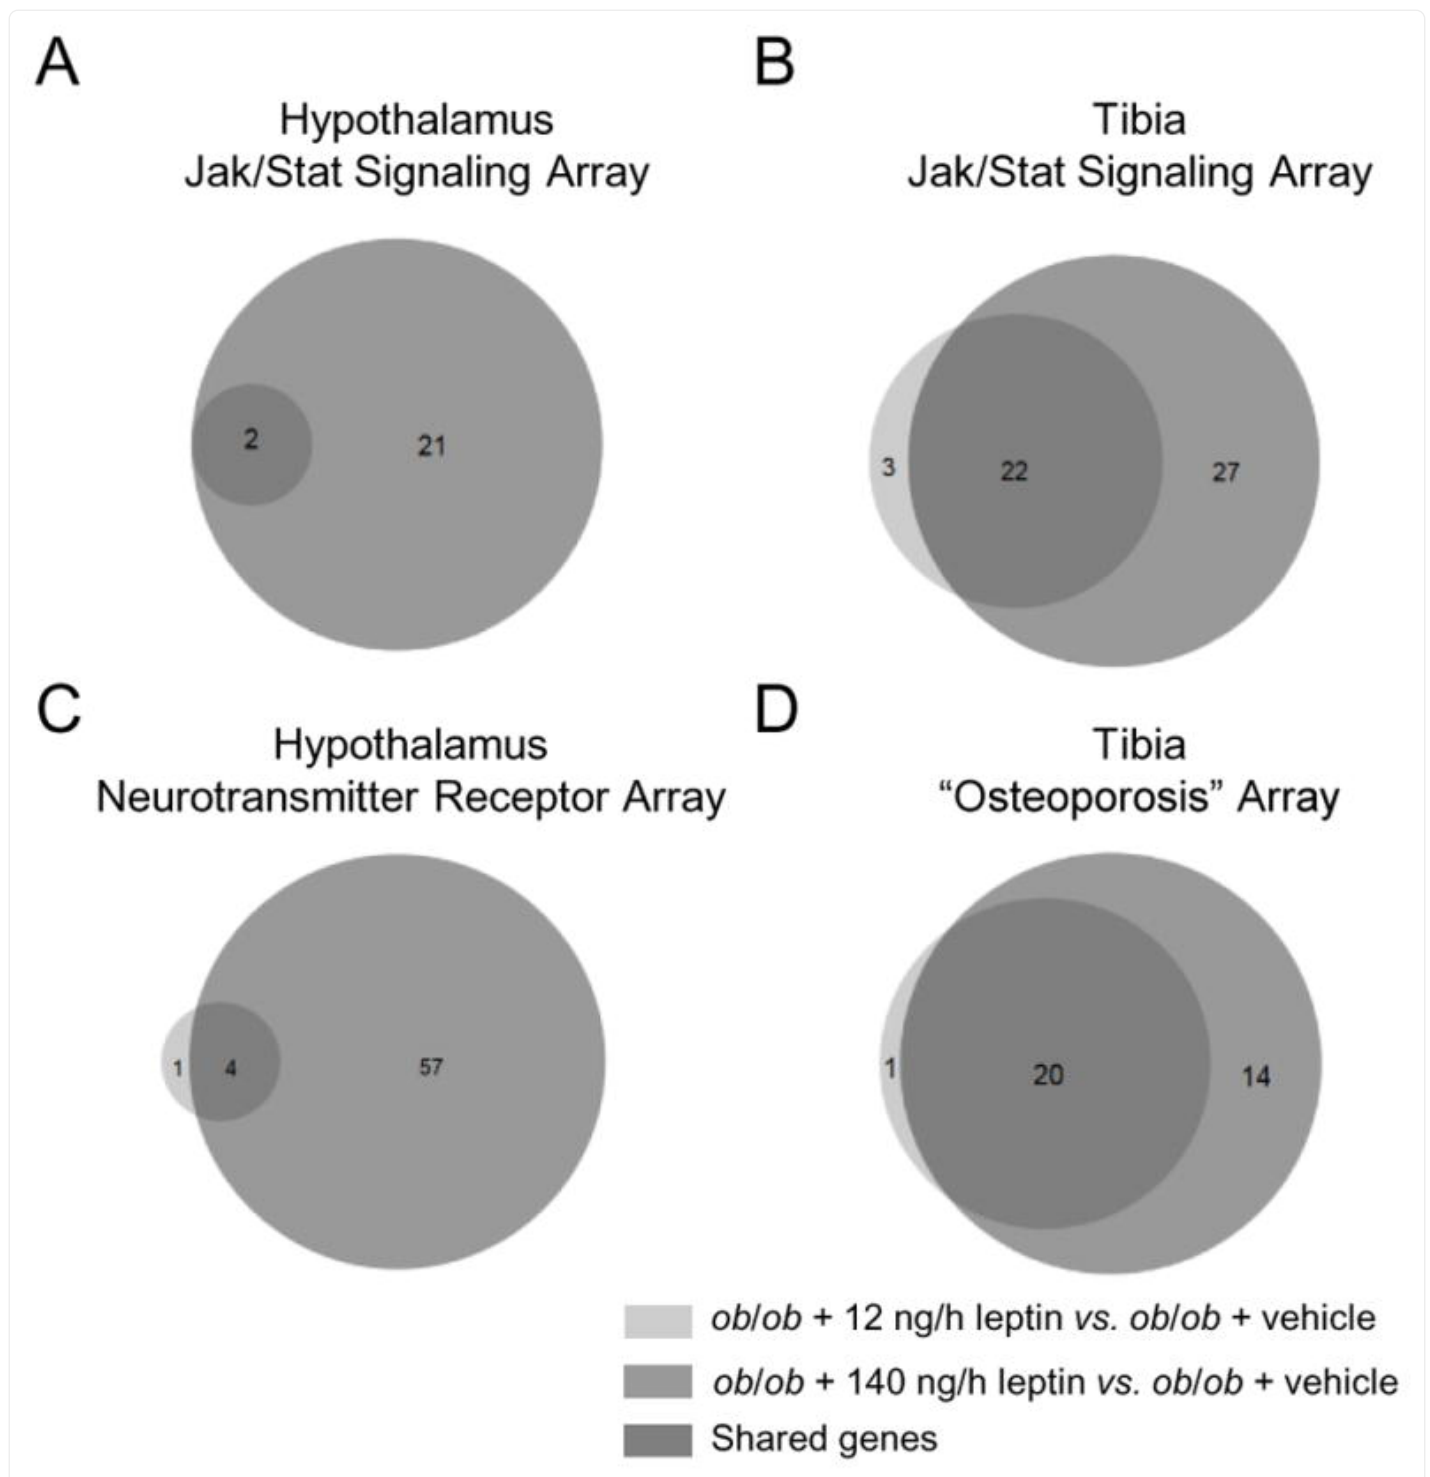 A
Hypothalamus
Jak/Stat Signaling Array
2
21
B
Tibia
Jak/Stat Signaling Array
3
22
27
C
Hypothalamus
Neurotransmitter Receptor Array
1
4
57
D
Tibia
“Osteoporosis” Array
1
20
14
ob/ob + 12 ng/h leptin vs. ob/ob + vehicle
ob/ob + 140 ng/h leptin vs. ob/ob + vehicle
Shared genes